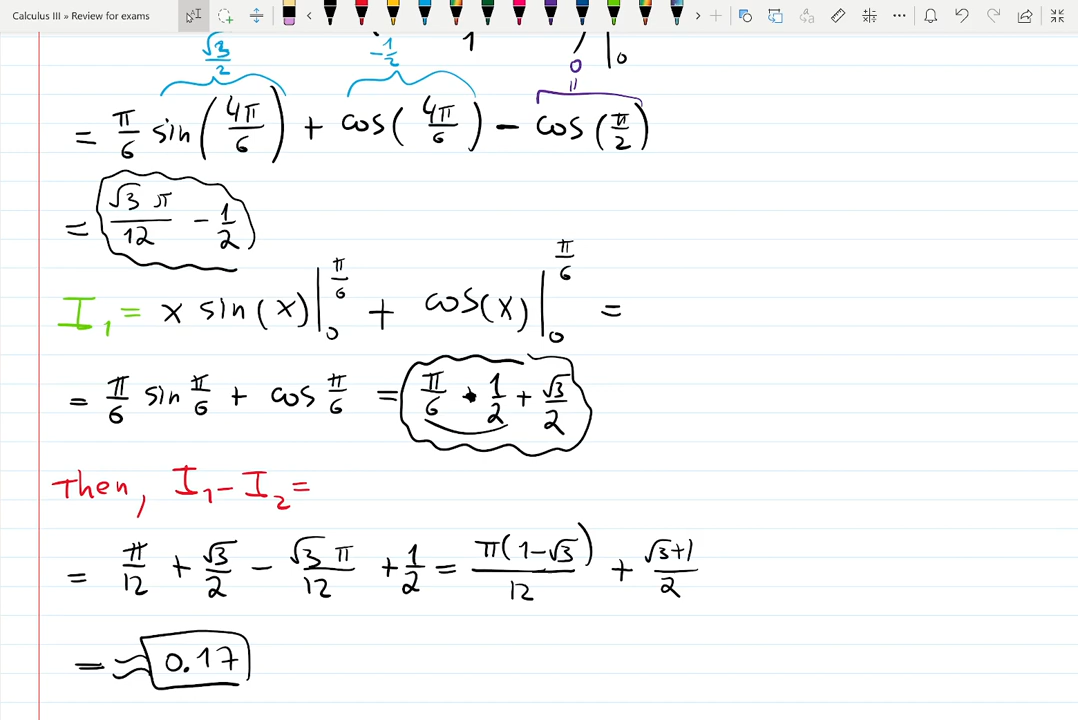 Calculus III » Review for exams
√3/2 -1/2 1 0 |₀
= π/6 sin(4π/6) + cos(4π/6) - cos(π/2)
= √3 π/12 - 1/2
I₁ = x sin(x)|₀^π/6 + cos(x)|₀^π/6 =
= π/6 sin π/6 + cos π/6 = π/6 · 1/2 + √3/2
Then, I₁ - I₂ =
= π/12 + √3/2 - √3 π/12 + 1/2 = π(1-√3)/12 + √3+1/2
= ≈ 0.17